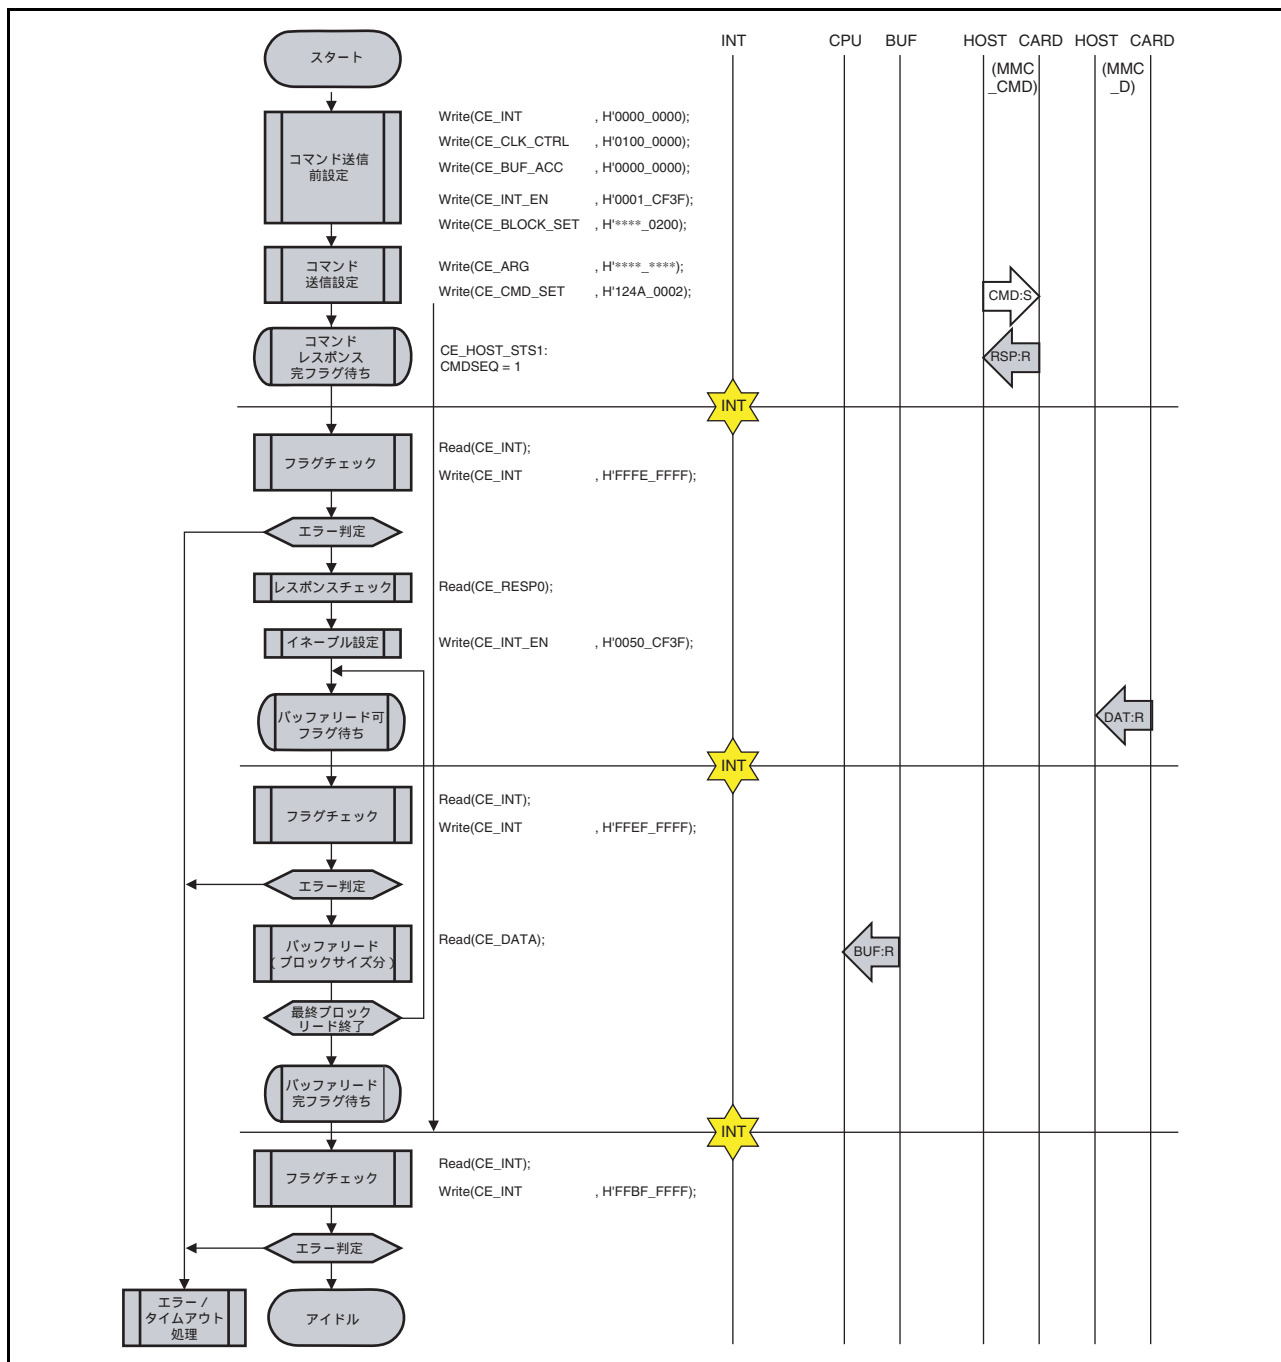 INT CPU BUF HOST CARD HOST CARD
(MMC _CMD) (MMC _D)
スタート
コマンド送信
前設定
Write(CE_INT , H'0000_0000);
Write(CE_CLK_CTRL , H'0100_0000);
Write(CE_BUF_ACC , H'0000_0000);
Write(CE_INT_EN , H'0001_CF3F);
Write(CE_BLOCK_SET , H'****_0200);
コマンド
送信設定
Write(CE_ARG , H'****_****);
Write(CE_CMD_SET , H'124A_0002);
CMD:S
コマンド
レスポンス
完フラグ待ち
CE_HOST_STS1:
CMDSEQ = 1
RSP:R
INT
フラグチェック
Read(CE_INT);
Write(CE_INT , H'FFFE_FFFF);
エラー判定
レスポンスチェック
Read(CE_RESP0);
イネーブル設定
Write(CE_INT_EN , H'0050_CF3F);
バッファリード可
フラグ待ち
DAT:R
INT
フラグチェック
Read(CE_INT);
Write(CE_INT , H'FFEF_FFFF);
エラー判定
バッファリード
(ブロックサイズ分)
Read(CE_DATA);
BUF:R
最終ブロック
リード終了
バッファリード
完フラグ待ち
INT
フラグチェック
Read(CE_INT);
Write(CE_INT , H'FFBF_FFFF);
エラー判定
エラー /
タイムアウト
処理
アイドル